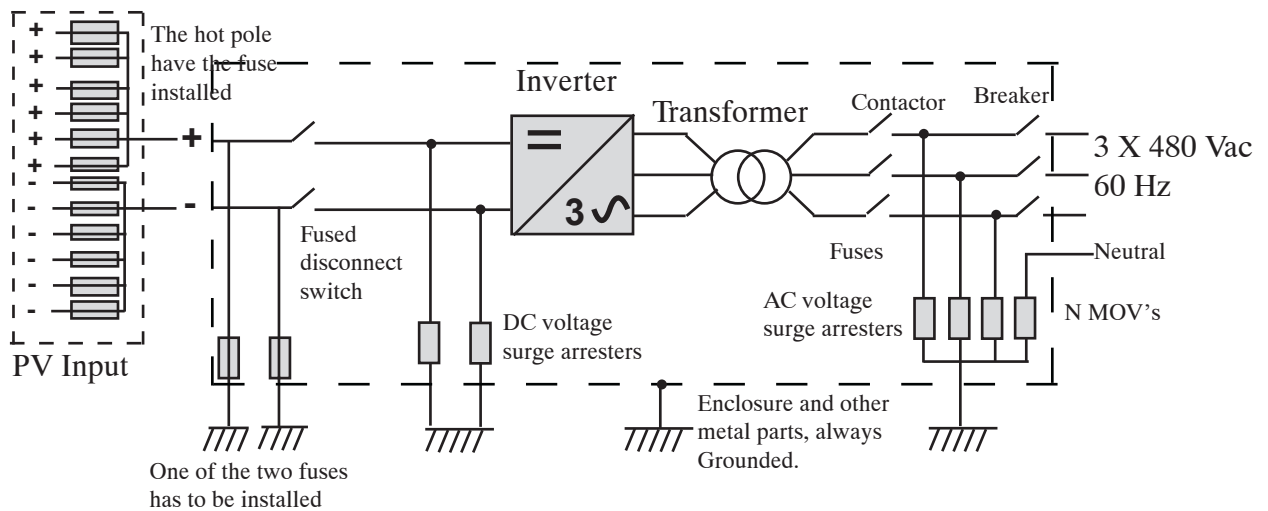 +
+
+
+
+
+
-
-
-
-
-
-
The hot pole
have the fuse
installed
PV Input
+
-
Fused
disconnect
switch
One of the two fuses
has to be installed
DC voltage
surge arresters
Inverter
3
Transformer
Contactor
Breaker
3 X 480 Vac
60 Hz
Fuses
Neutral
AC voltage
surge arresters
N MOV's
Enclosure and other
metal parts, always
Grounded.